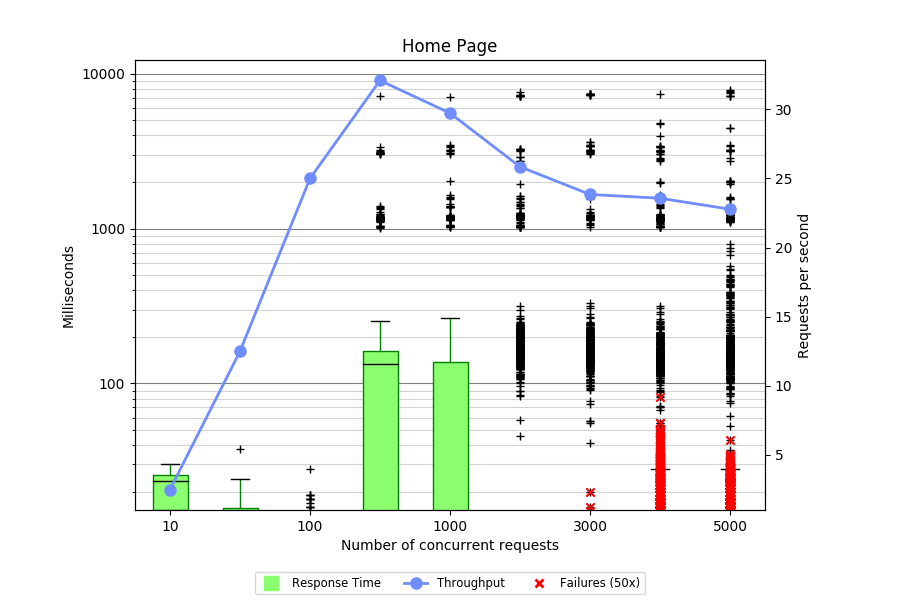 Home Page
10000
1000
100
Milliseconds
30
25
20
15
10
5
Requests per second
10 100 1000 3000 5000
Number of concurrent requests
Response Time Throughput Failures (50x)